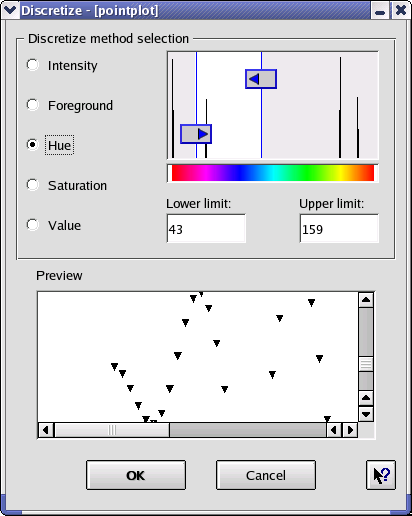 Discretize - [pointplot]
Discretize method selection
Intensity
Foreground
Hue
Saturation
Value
Lower limit: Upper limit:
43 159
Preview
OK Cancel ?